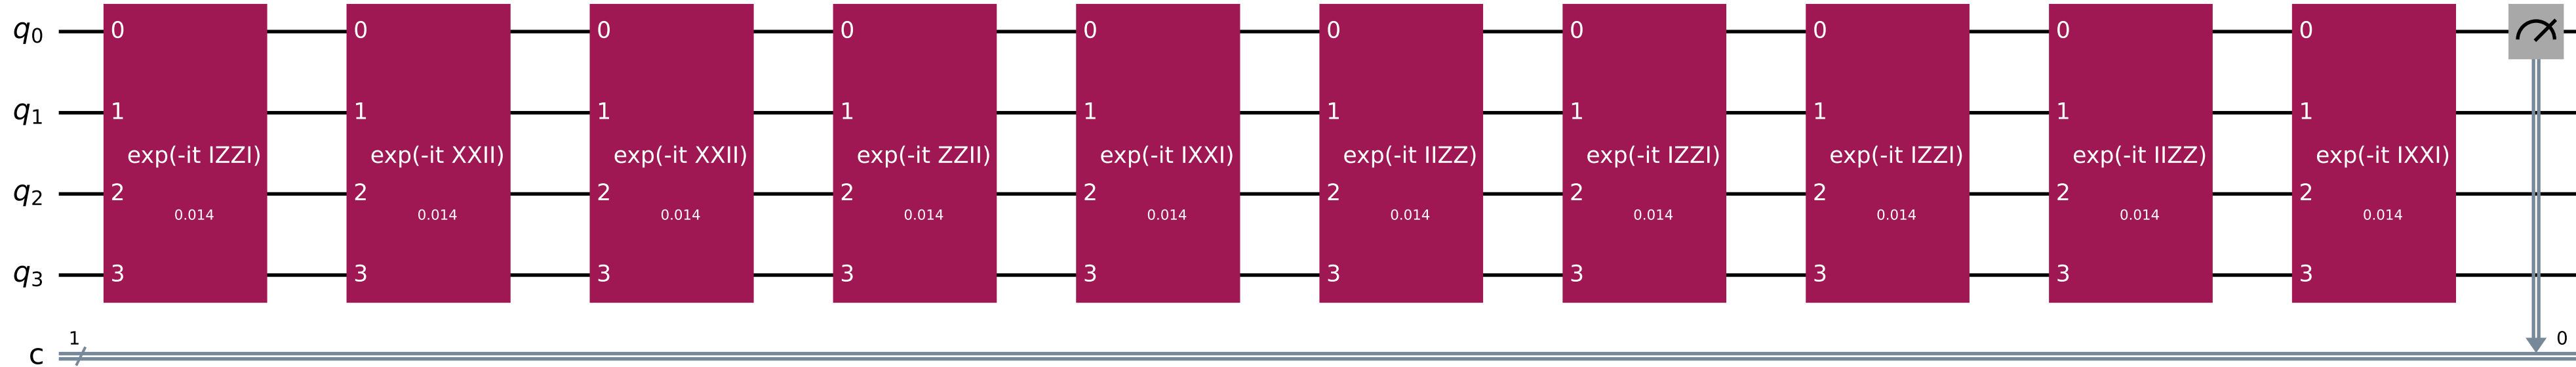 q0 0 0 0 0 0 0 0 0 0 0
q1 1 1 1 1 1 1 1 1 1 1
exp(-it IZZI) exp(-it XXII) exp(-it XXII) exp(-it ZZII) exp(-it IXXI) exp(-it IIZZ) exp(-it IZZI) exp(-it IZZI) exp(-it IIZZ) exp(-it IXXI)
q2 2 2 2 2 2 2 2 2 2 2
0.014 0.014 0.014 0.014 0.014 0.014 0.014 0.014 0.014 0.014
q3 3 3 3 3 3 3 3 3 3 3
1 0
c